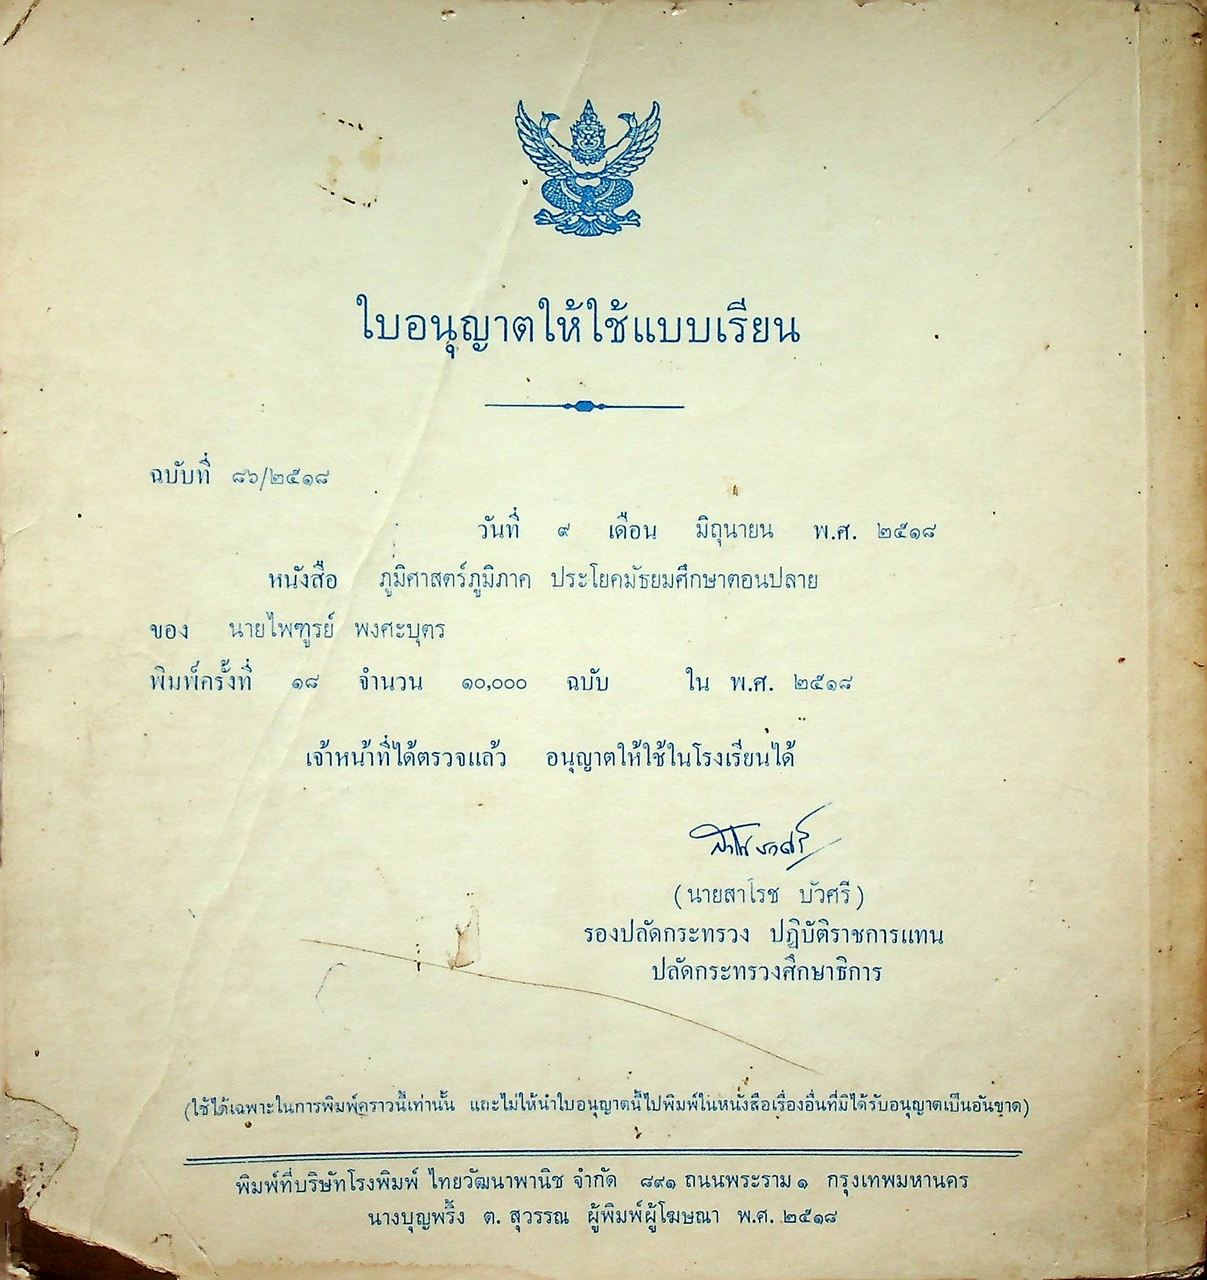 ใบอนุญาตให้ใช้แบบเรียน
ฉบับที่ ๘๖/๒๕๑๘
วันที่ ๙ เดือน มิถุนายน พ.ศ. ๒๕๑๘
หนังสือ ภูมิศาสตร์ภูมิภาค ประโยคมัธยมศึกษาตอนปลาย
ของ นายไพฑูรย์ พงศะบุตร
พิมพ์ครั้งที่ ๑๘ จำนวน ๑๐,๐๐๐ ฉบับ ใน พ.ศ. ๒๕๑๘
เจ้าหน้าที่ได้ตรวจแล้ว อนุญาตให้ใช้ในโรงเรียนได้
(นายสาโรช บัวศรี)
รองปลัดกระทรวง ปฏิบัติราชการแทน
ปลัดกระทรวงศึกษาธิการ
(ใช้ได้เฉพาะในการพิมพ์คราวนี้เท่านั้น และไม่ให้นำใบอนุญาตนี้ไปพิมพ์ในหนังสือเรื่องอื่นที่มิได้รับอนุญาตเป็นอันขาด)
พิมพ์ที่บริษัทโรงพิมพ์ ไทยวัฒนาพานิช จำกัด ๘๙๑ ถนนพระราม ๑ กรุงเทพมหานคร
นางบุญพริ้ง ต. สุวรรณ ผู้พิมพ์ผู้โฆษณา พ.ศ. ๒๕๑๘